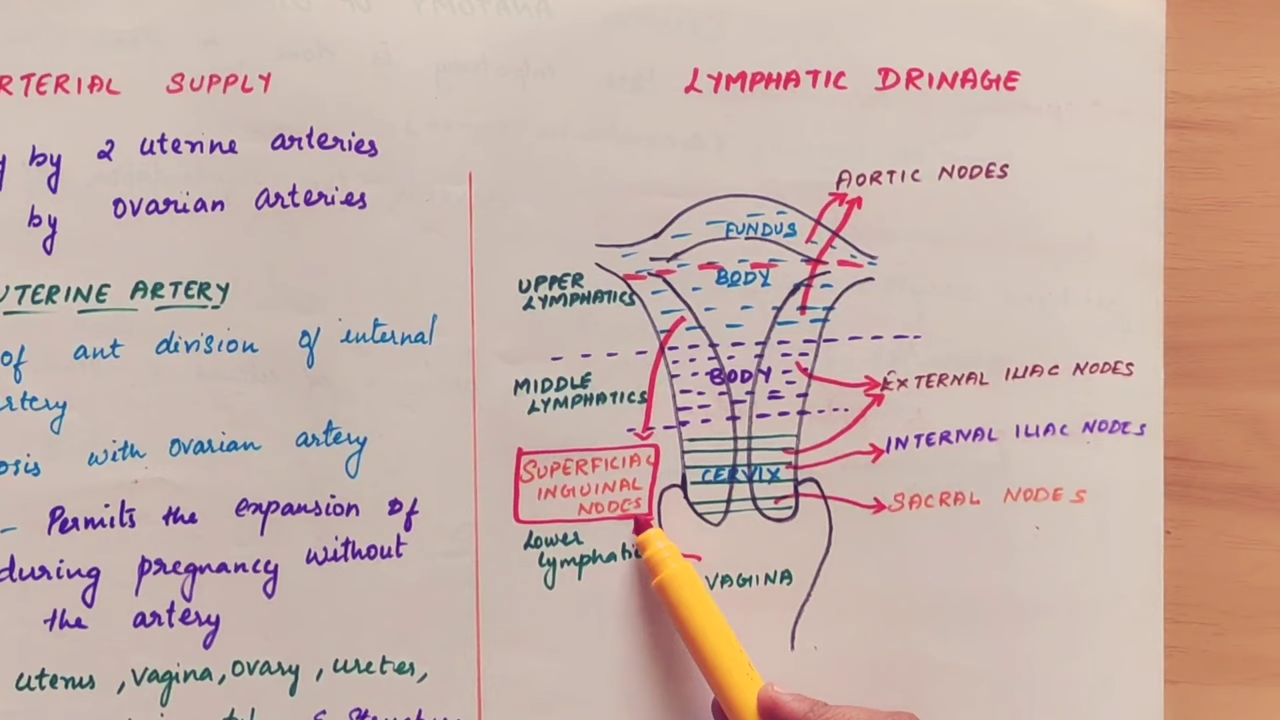 RTERIAL SUPPLY
by 2 uterine arteries
by ovarian arteries
UTERINE ARTERY
of ant division of internal
rtery
osis with ovarian artery
- Permits the expansion of
during pregnancy without
the artery
uterus, vagina, ovary, ureter,
LYMPHATIC DRINAGE
AORTIC NODES
FUNDUS
BODY
UPPER
LYMPHATICS
BODY
MIDDLE
LYMPHATICS
EXTERNAL ILIAC NODES
INTERNAL ILIAC NODES
CERVIX
SUPERFICIAL
INGUINAL
NODES
SACRAL NODES
Lower
lymphatic
VAGINA